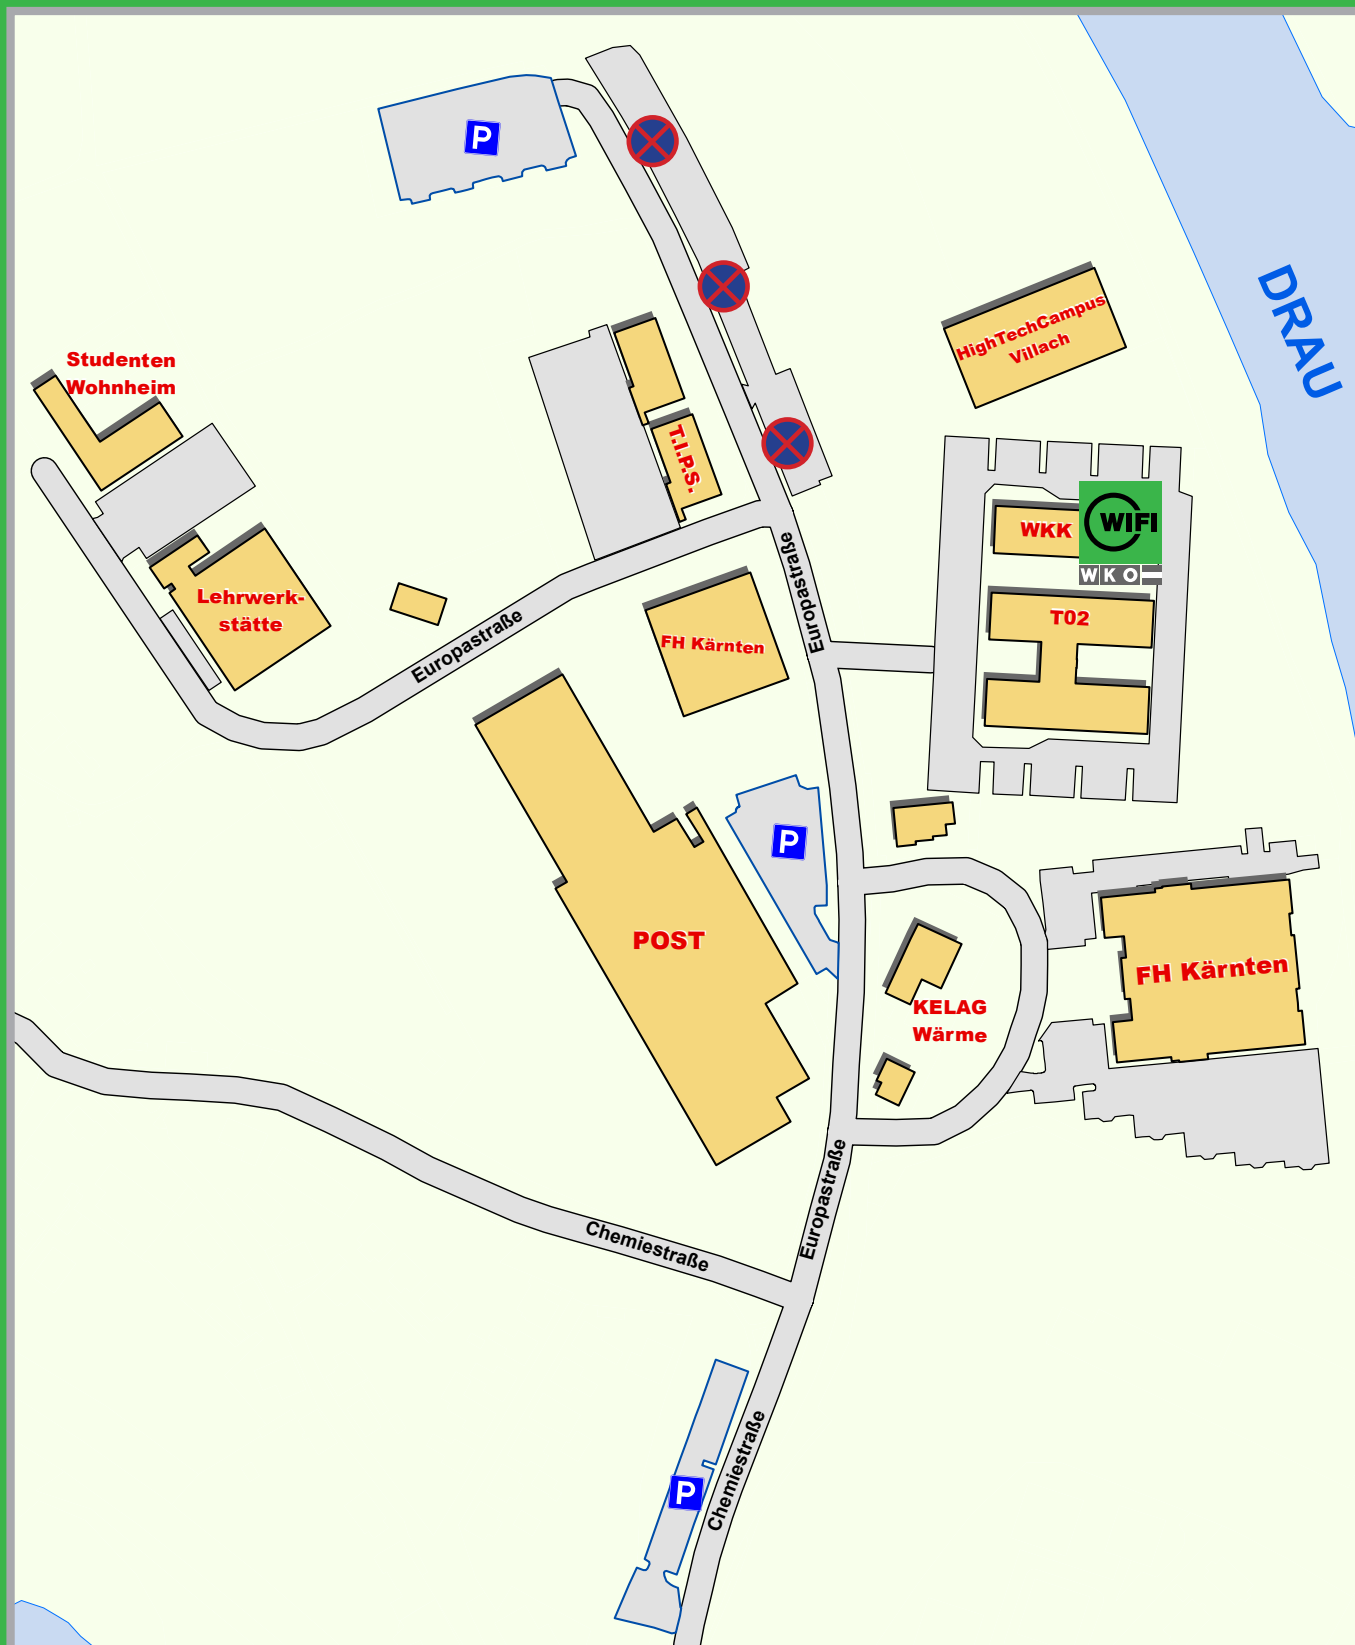 P
DRAU
HighTechCampus
Villach
Studenten
Wohnheim
T.I.P.S.
WKK
WIFI
WKO
Europastraße
Lehrwerk-
stätte
T02
Europastraße
FH Kärnten
P
POST
FH Kärnten
KELAG
Wärme
Europastraße
Chemiestraße
Chemiestraße
P